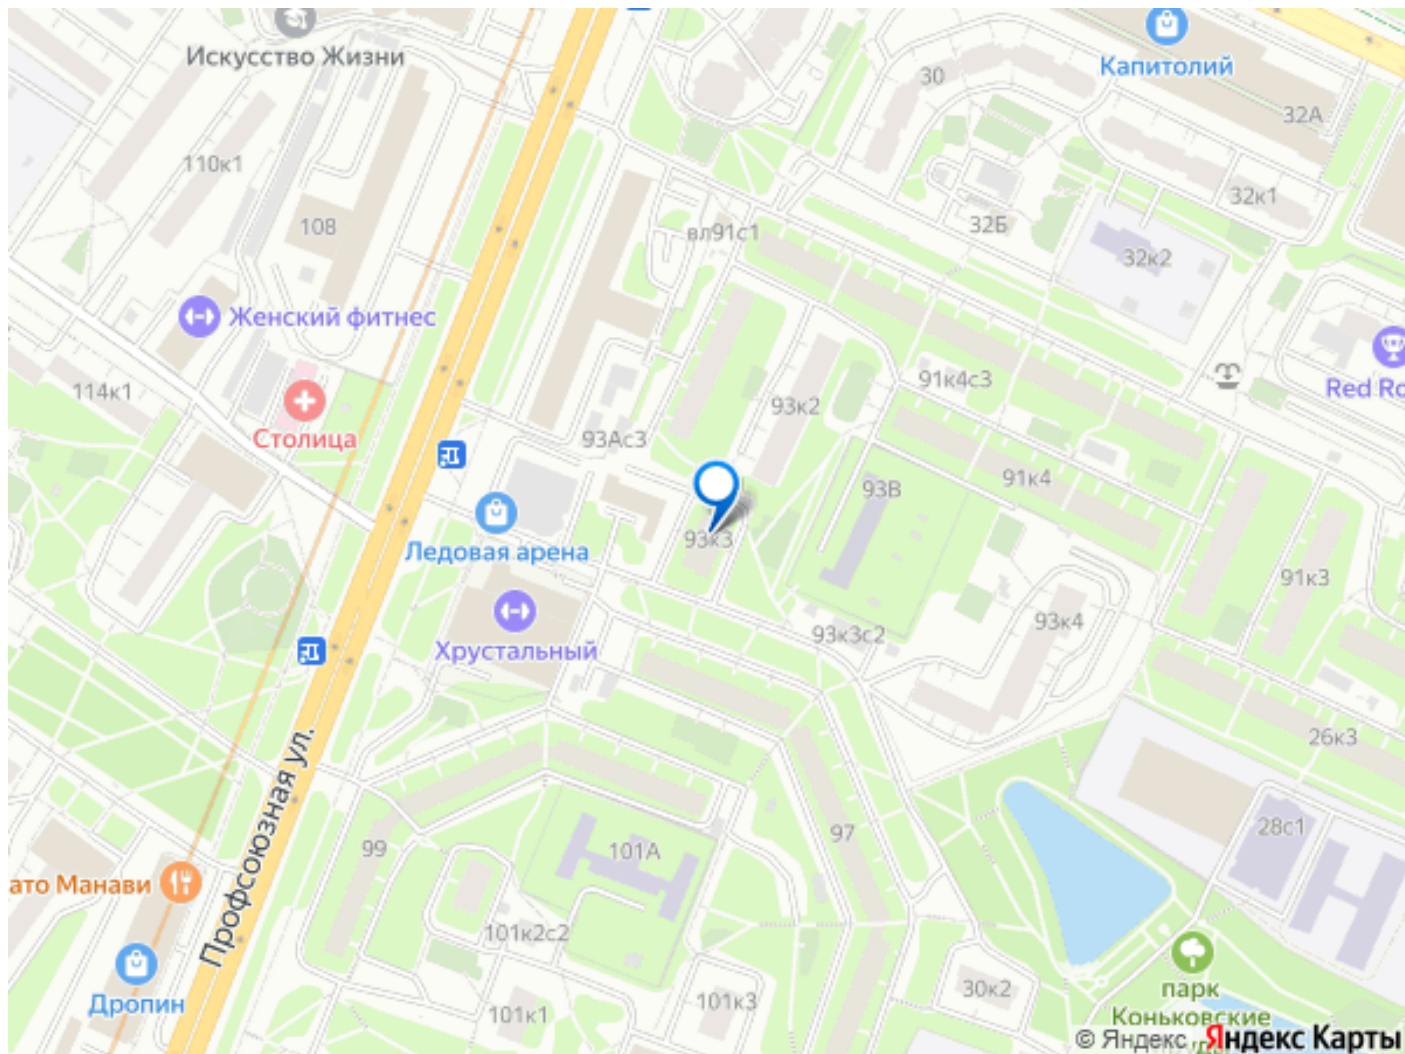 Искусство Жизни
Капитолий
30
32А
110к1
32к1
108
вл91с1
32Б
32к2
Женский фитнес
114к1
91к4с3
Red Ro
93к2
Столица
93Ас3
91к4
93В
93к3
Ледовая арена
91к3
93к4
93к3с2
Хрустальный
26к3
Профсоюзная ул.
28с1
97
99
101А
ато Манави
101к2с2
Дропин
30к2
парк
Коньковские
101к3
101к1
© Яндекс
Яндекс Карты